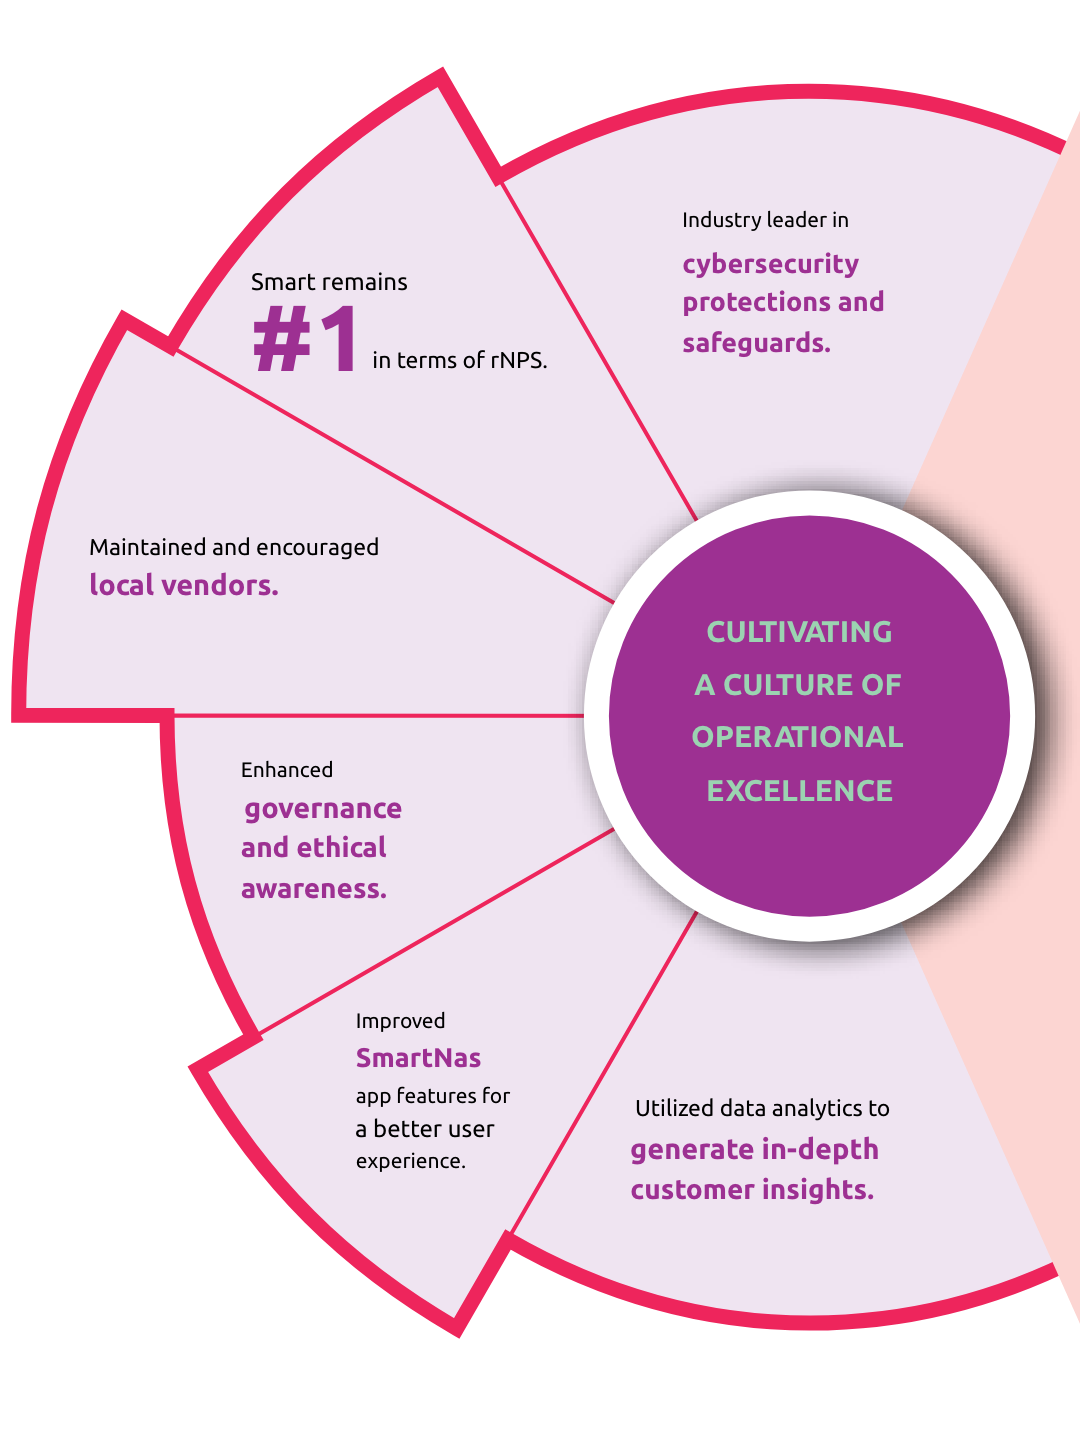 Industry leader in
cybersecurity
protections and
safeguards.
Smart remains
#1 in terms of rNPS.
Maintained and encouraged
local vendors.
CULTIVATING
A CULTURE OF
OPERATIONAL
EXCELLENCE
Enhanced
governance
and ethical
awareness.
Improved
SmartNas
app features for
a better user
experience.
Utilized data analytics to
generate in-depth
customer insights.